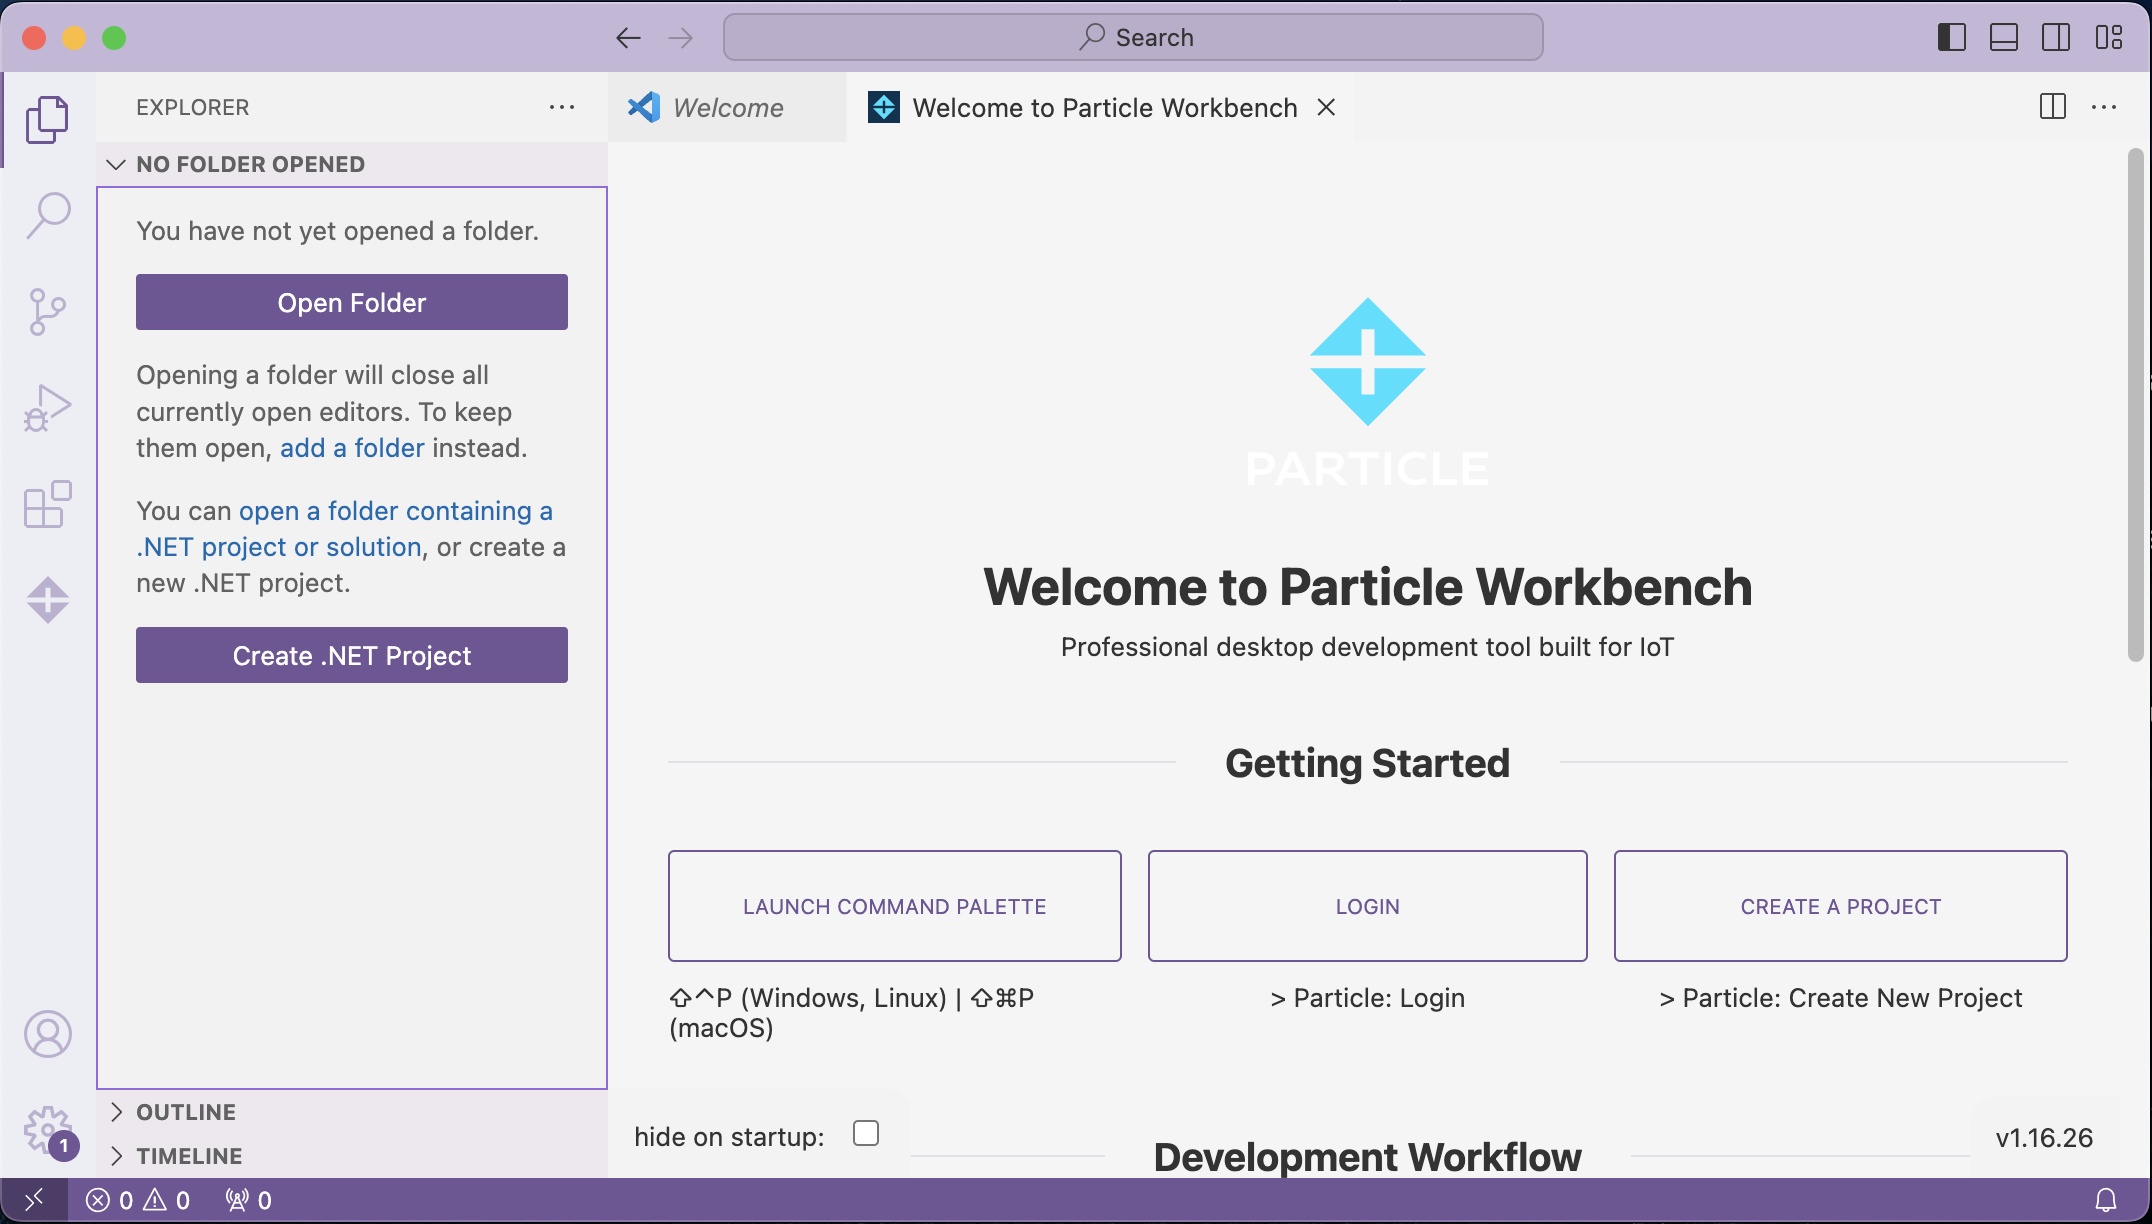 Search
EXPLORER
Welcome
Welcome to Particle Workbench
NO FOLDER OPENED
You have not yet opened a folder.
Open Folder
Opening a folder will close all
currently open editors. To keep
them open, add a folder instead.
You can open a folder containing a
.NET project or solution, or create a
new .NET project.
Create .NET Project
OUTLINE
TIMELINE
PARTICLE
Welcome to Particle Workbench
Professional desktop development tool built for IoT
Getting Started
LAUNCH COMMAND PALETTE
⇧^P (Windows, Linux) | ⇧⌘P
(macOS)
LOGIN
> Particle: Login
CREATE A PROJECT
> Particle: Create New Project
hide on startup:
Development Workflow
v1.16.26
1
0 0 0